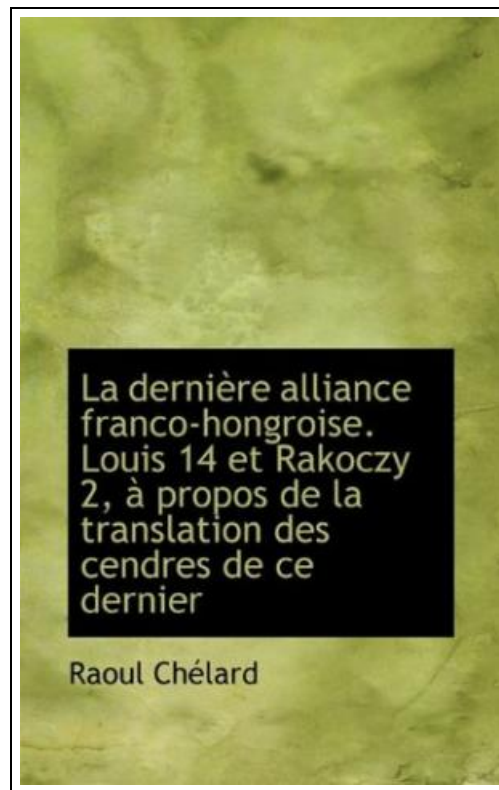 La dernière alliance
franco-hongroise.
Louis 14 et Rakoczy
2, à propos de la
translation des
cendres de ce
dernier
Raoul Chélard